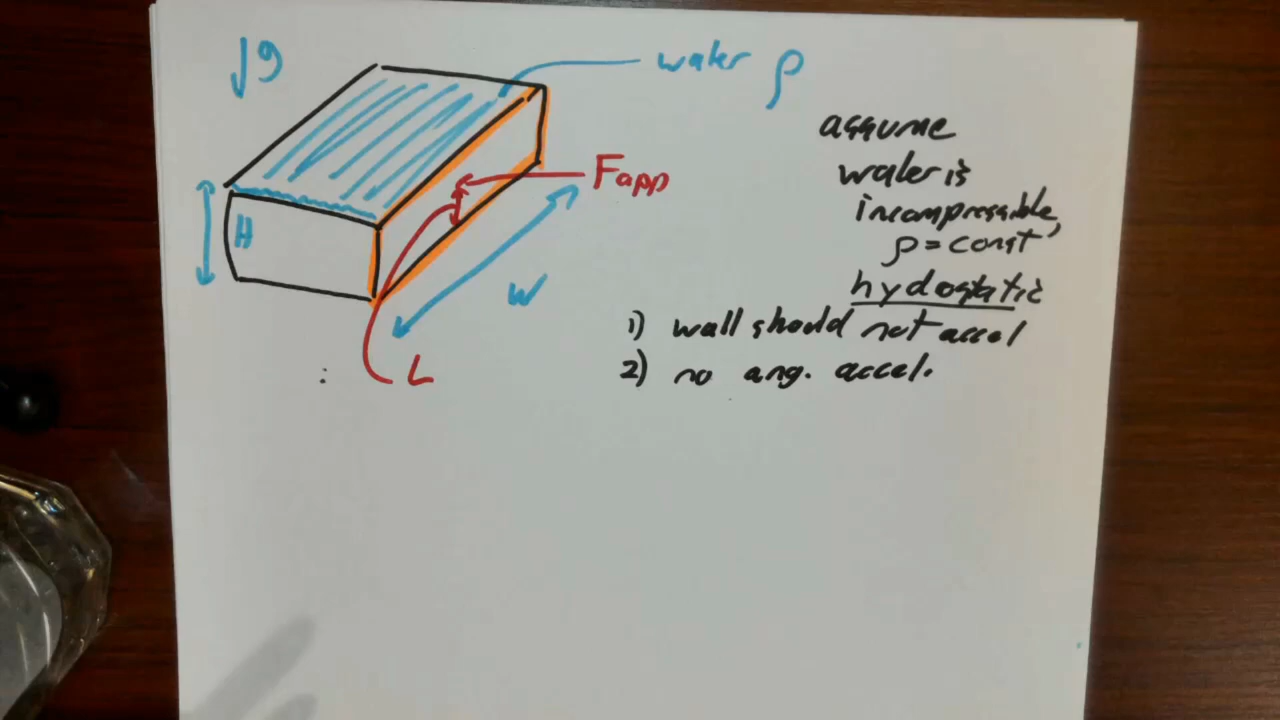 ↓g
water ρ
Fapp
H
W
L
assume
water is
incompressible,
ρ = const
hydostatic
1) wall should not accel
2) no ang. accel.